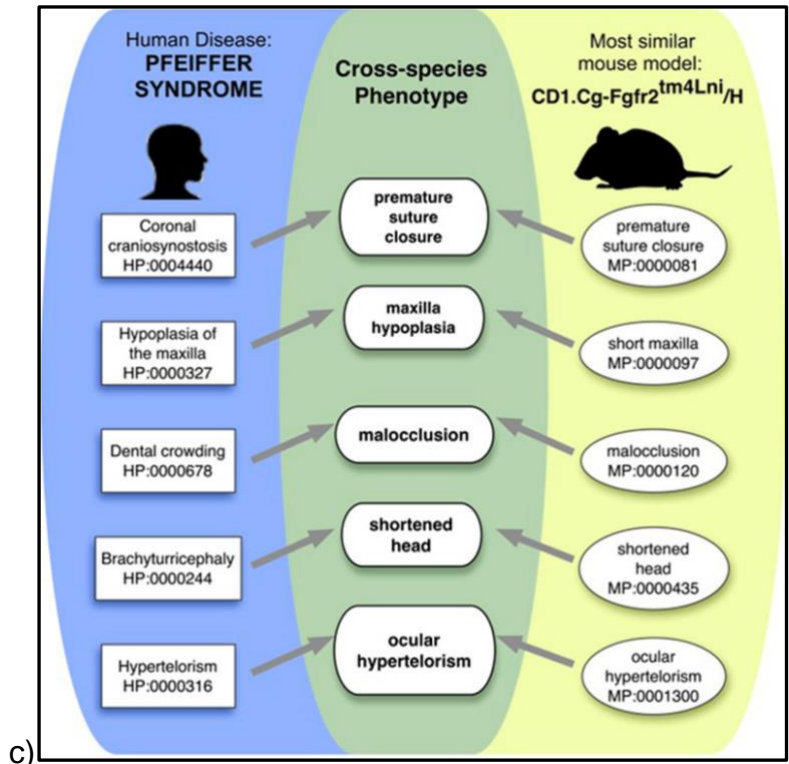 Human Disease:
PFEIFFER
SYNDROME
Cross-species
Phenotype
Most similar
mouse model:
CD1.Cg-Fgfr2tm4Lni/H
Coronal
craniosynostosis
HP:0004440
premature
suture
closure
premature
suture closure
MP:0000081
Hypoplasia of
the maxilla
HP:0000327
maxilla
hypoplasia
short maxilla
MP:0000097
Dental crowding
HP:0000678
malocclusion
malocclusion
MP:0000120
Brachyturricephaly
HP:0000244
shortened
head
shortened
head
MP:0000435
Hypertelorism
HP:0000316
ocular
hypertelorism
ocular
hypertelorism
MP:0001300
c)